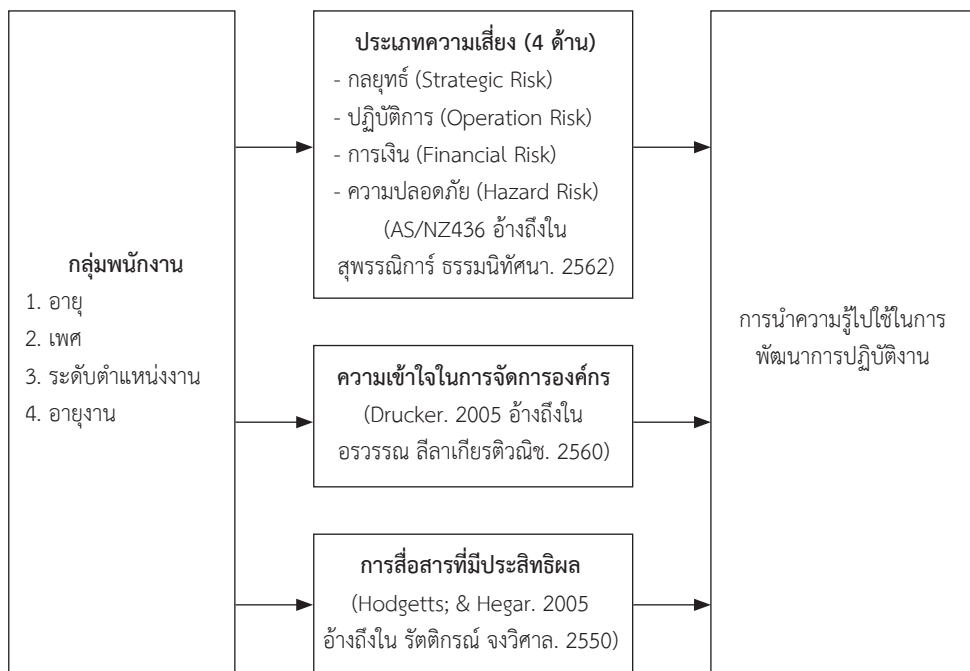 กลุ่มพนักงาน
1. อายุ
2. เพศ
3. ระดับตำแหน่งงาน
4. อายุงาน
ประเภทความเสี่ยง (4 ด้าน)
- กลยุทธ์ (Strategic Risk)
- ปฏิบัติการ (Operation Risk)
- การเงิน (Financial Risk)
- ความปลอดภัย (Hazard Risk)
(AS/NZ436 อ้างถึงใน
สุพรรณิการ์ ธรรมนิทัศนา. 2562)
ความเข้าใจในการจัดการองค์กร
(Drucker. 2005 อ้างถึงใน
อรวรรณ ลีลาเกียรติวณิช. 2560)
การสื่อสารที่มีประสิทธิผล
(Hodgetts; & Hegar. 2005
อ้างถึงใน รัตติกรณ์ จงวิศาล. 2550)
การนำความรู้ไปใช้ในการ
พัฒนาการปฏิบัติงาน